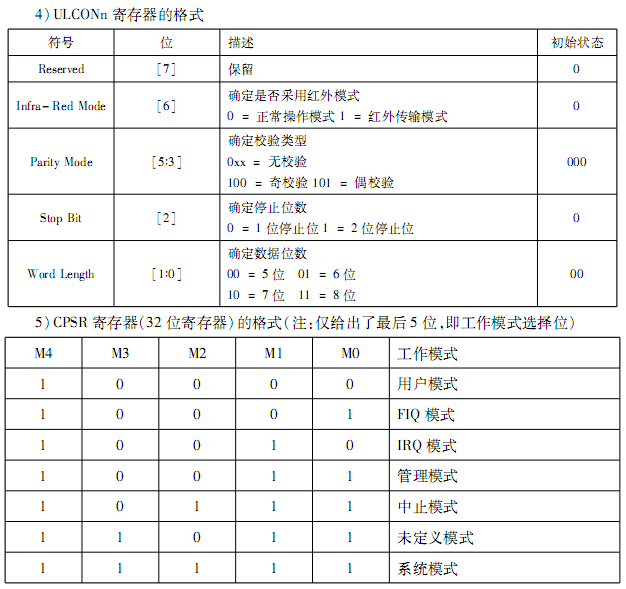 4)ULCONn 寄存器的格式
符号 位 描述 初始状态
Reserved [7] 保留 0
Infra-Red Mode [6] 确定是否采用红外模式
0 = 正常操作模式 1 = 红外传输模式 0
Parity Mode [5:3] 确定校验类型
0xx = 无校验
100 = 奇校验 101 = 偶校验 000
Stop Bit [2] 确定停止位数
0 = 1 位停止位 1 = 2 位停止位 0
Word Length [1:0] 确定数据位数
00 = 5 位 01 = 6 位
10 = 7 位 11 = 8 位 00
5)CPSR 寄存器(32 位寄存器)的格式(注:仅给出了最后 5 位,即工作模式选择位)
M4 M3 M2 M1 M0 工作模式
1 0 0 0 0 用户模式
1 0 0 0 1 FIQ 模式
1 0 0 1 0 IRQ 模式
1 0 0 1 1 管理模式
1 0 1 1 1 中止模式
1 1 0 1 1 未定义模式
1 1 1 1 1 系统模式